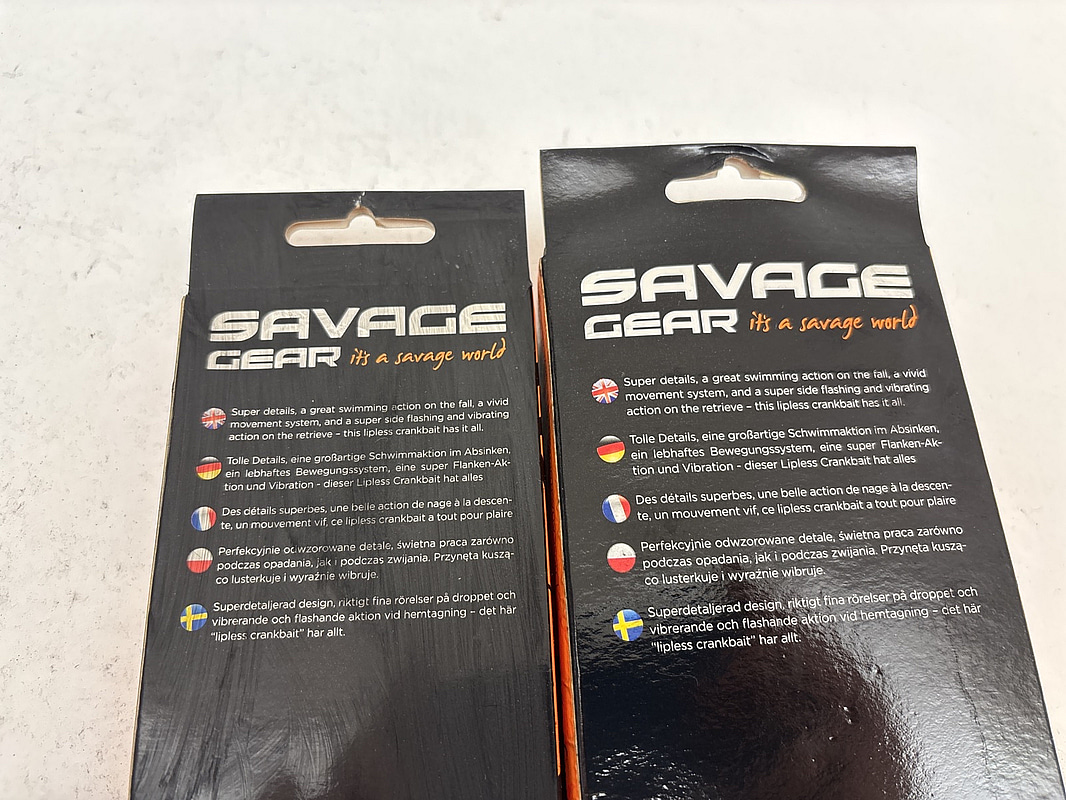 SAVAGE
GEAR it's a savage world
Super details, a great swimming action on the fall, a vivid
movement system, and a super side flashing and vibrating
action on the retrieve – this lipless crankbait has it all.
Tolle Details, eine großartige Schwimmaktion im Absinken,
ein lebhaftes Bewegungssystem, eine super Flanken-Ak-
tion und Vibration - dieser Lipless Crankbait hat alles
Des détails superbes, une belle action de nage à la descen-
te, un mouvement vif, ce lipless crankbait a tout pour plaire
Perfekcyjnie odwzorowane detale, świetna praca zarówno
podczas opadania, jak i podczas zwijania. Przynęta kuszą-
co lusterkuje i wyraźnie wibruje.
Superdetaljerad design, riktigt fina rörelser på droppet och
vibrerande och flashande aktion vid hemtagning – det här
"lipless crankbait" har allt.
SAVAGE
GEAR it's a savage world
Super details, a great swimming action on the fall, a vivid
movement system, and a super side flashing and vibrating
action on the retrieve – this lipless crankbait has it all.
Tolle Details, eine großartige Schwimmaktion im Absinken,
ein lebhaftes Bewegungssystem, eine super Flanken-Ak-
tion und Vibration - dieser Lipless Crankbait hat alles
Des détails superbes, une belle action de nage à la descen-
te, un mouvement vif, ce lipless crankbait a tout pour plaire
Perfekcyjnie odwzorowane detale, świetna praca zarówno
podczas opadania, jak i podczas zwijania. Przynęta kuszą-
co lusterkuje i wyraźnie wibruje.
Superdetaljerad design, riktigt fina rörelser på droppet och
vibrerande och flashande aktion vid hemtagning – det här
"lipless crankbait" har allt.